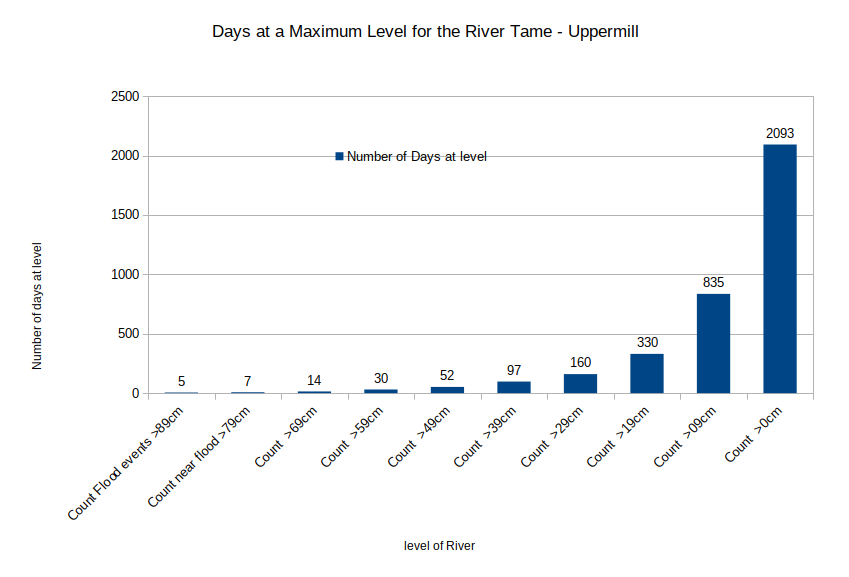 Days at a Maximum Level for the River Tame - Uppermill
2500
2000
1500
1000
500
0
Number of days at level
Number of Days at level
5
7
14
30
52
97
160
330
835
2093
Count Flood events >89cm
Count near flood >79cm
Count >69cm
Count >59cm
Count >49cm
Count >39cm
Count >29cm
Count >19cm
Count >09cm
Count >0cm
level of River